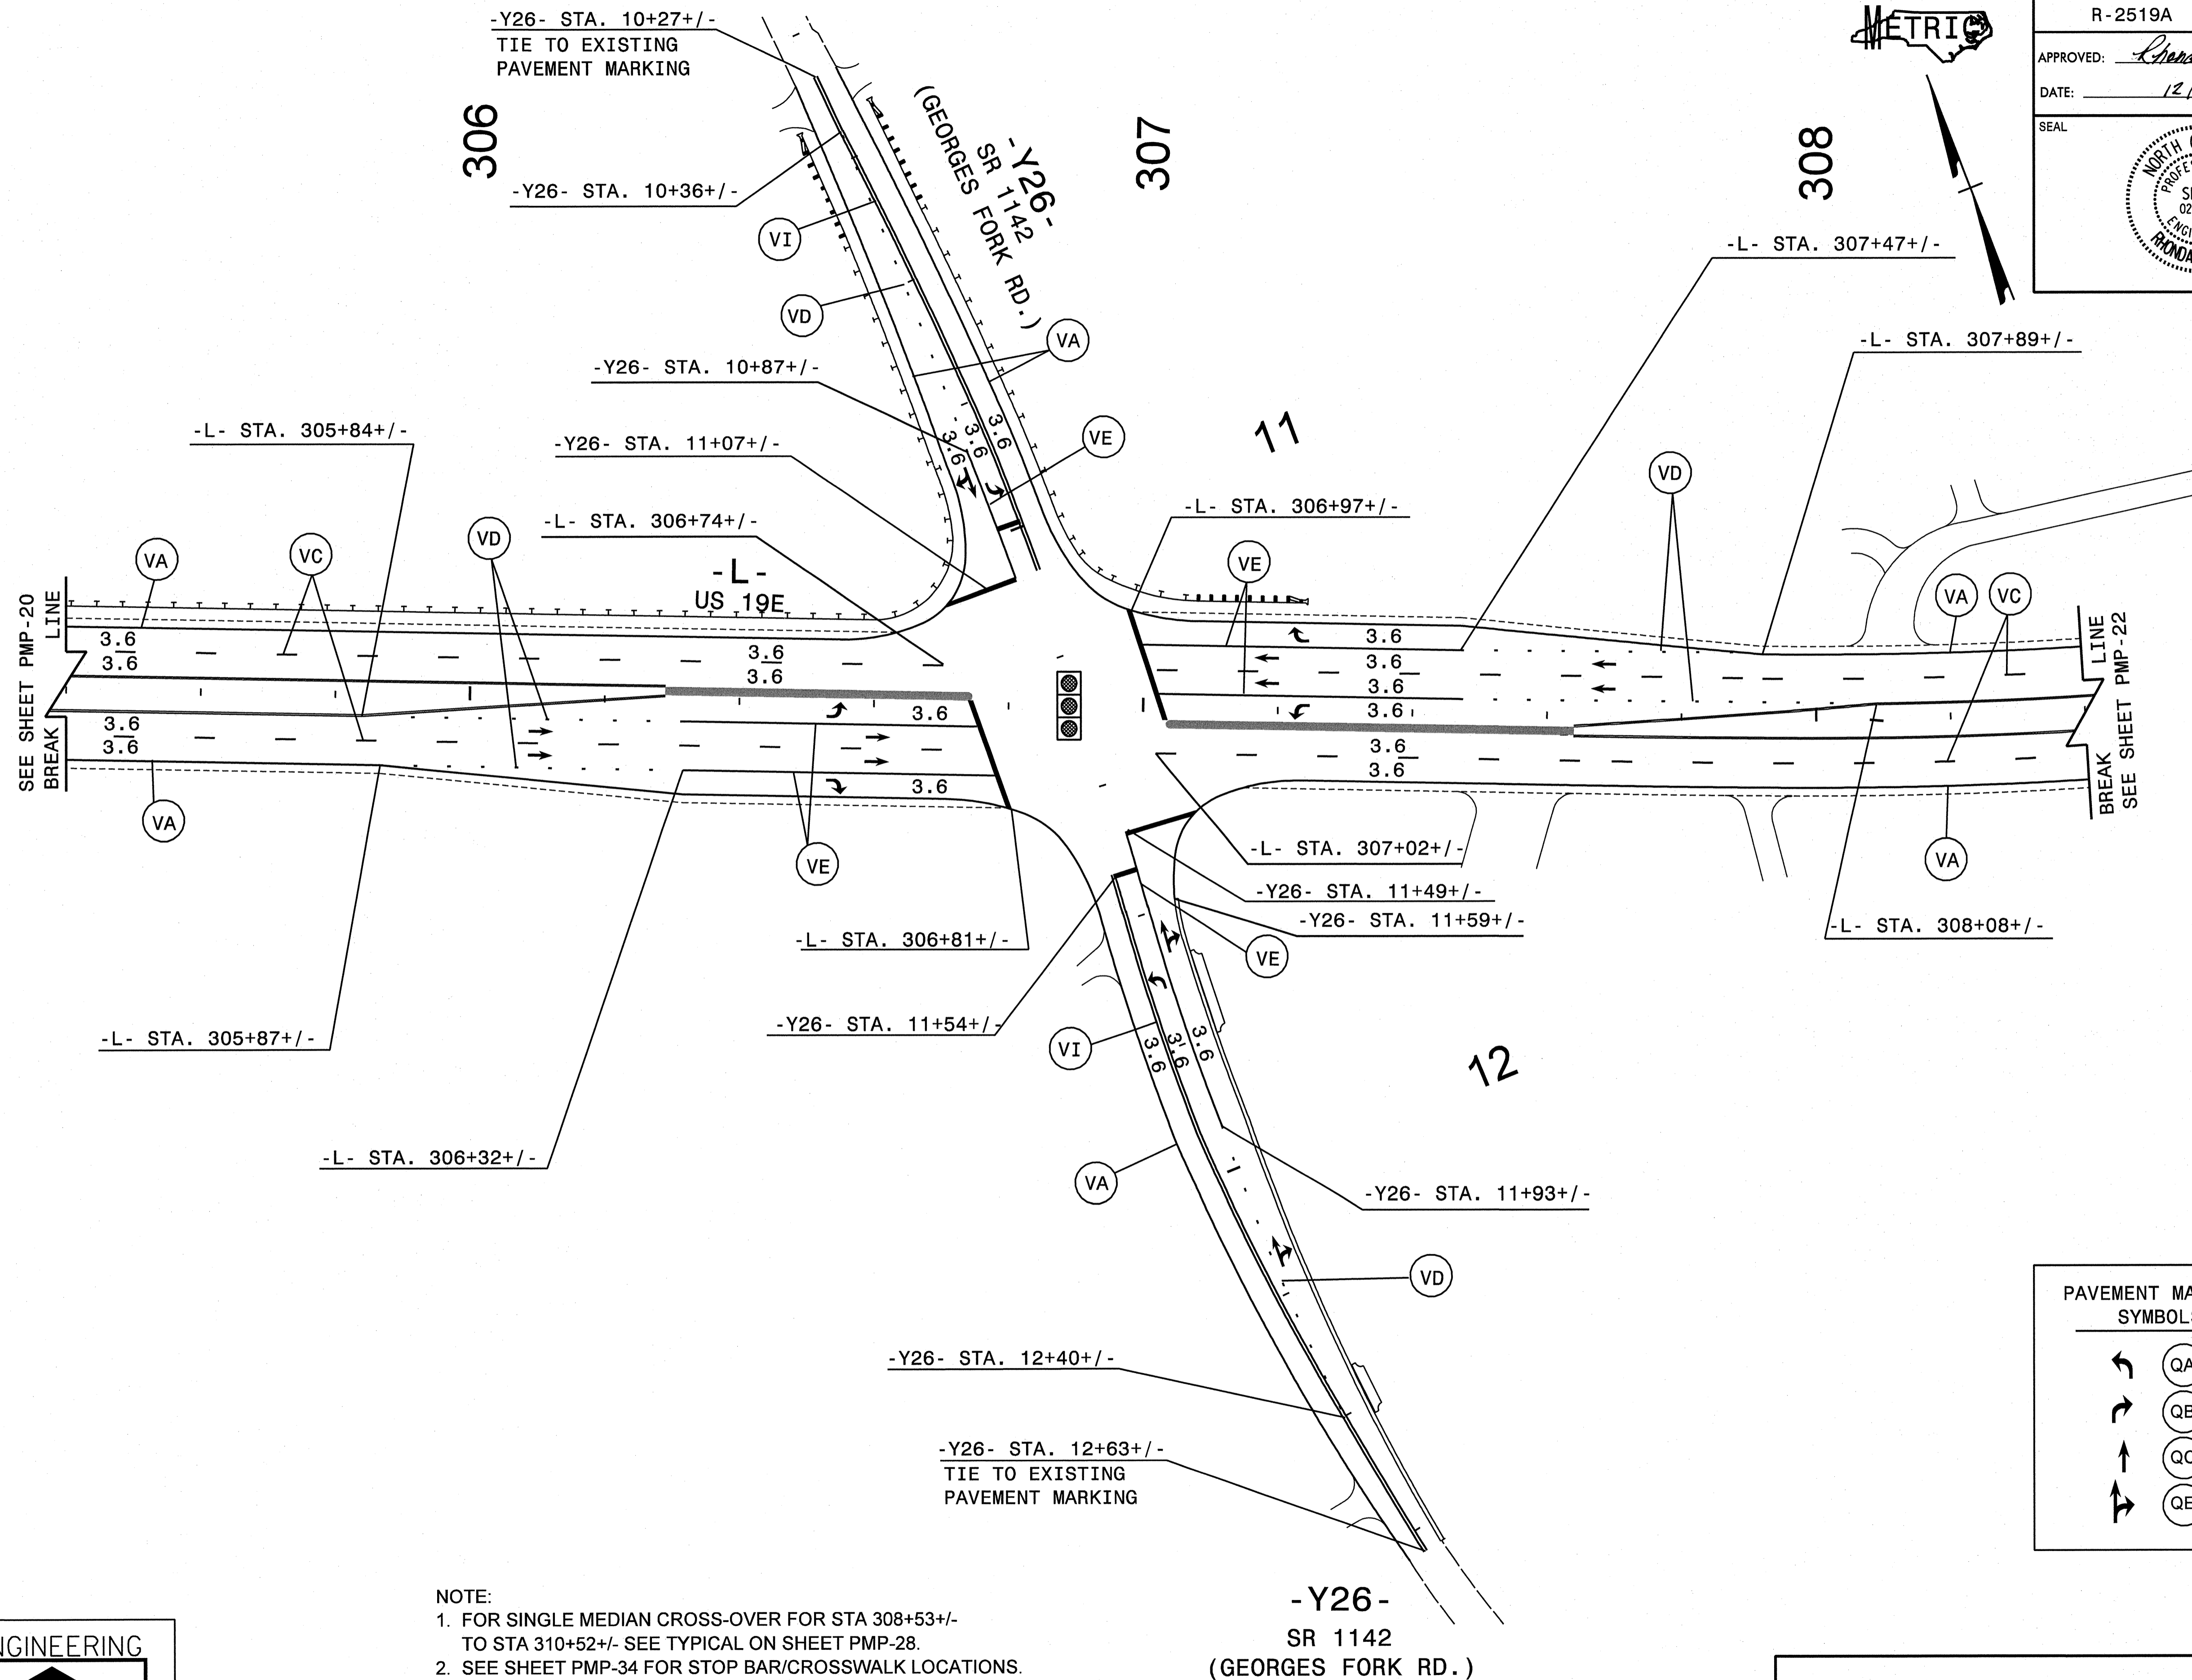 -Y26- STA. 10+27+/-
TIE TO EXISTING
PAVEMENT MARKING
METRIC
R-2519A
APPROVED:
DATE: 12/
SEAL
306
307
308
-Y26- STA. 10+36+/-
-Y26-
SR 1142
(GEORGES FORK RD.)
VI
VD
VA
-L- STA. 307+47+/-
-L- STA. 307+89+/-
-Y26- STA. 10+87+/-
-L- STA. 305+84+/-
-Y26- STA. 11+07+/-
3.6
3.6
3.6
VE
11
VD
-L- STA. 306+74+/-
-L- STA. 306+97+/-
VA
VC
VD
-L-
US 19E
VE
VA
VC
SEE SHEET PMP-20
BREAK LINE
3.6
3.6
3.6
3.6
3.6
3.6
3.6
3.6
3.6
3.6
3.6
3.6
3.6
3.6
BREAK LINE
SEE SHEET PMP-22
VA
VE
-L- STA. 307+02+/-
VA
-Y26- STA. 11+49+/-
-Y26- STA. 11+59+/-
-L- STA. 306+81+/-
VE
-L- STA. 308+08+/-
-L- STA. 305+87+/-
-Y26- STA. 11+54+/-
VI
3.6
3.6
3.6
12
-L- STA. 306+32+/-
VA
-Y26- STA. 11+93+/-
VD
-Y26- STA. 12+40+/-
-Y26- STA. 12+63+/-
TIE TO EXISTING
PAVEMENT MARKING
PAVEMENT MA
SYMBOL
QA
QB
QC
QE
NOTE:
1. FOR SINGLE MEDIAN CROSS-OVER FOR STA 308+53+/-
TO STA 310+52+/- SEE TYPICAL ON SHEET PMP-28.
2. SEE SHEET PMP-34 FOR STOP BAR/CROSSWALK LOCATIONS.
-Y26-
SR 1142
(GEORGES FORK RD.)
NGINEERING